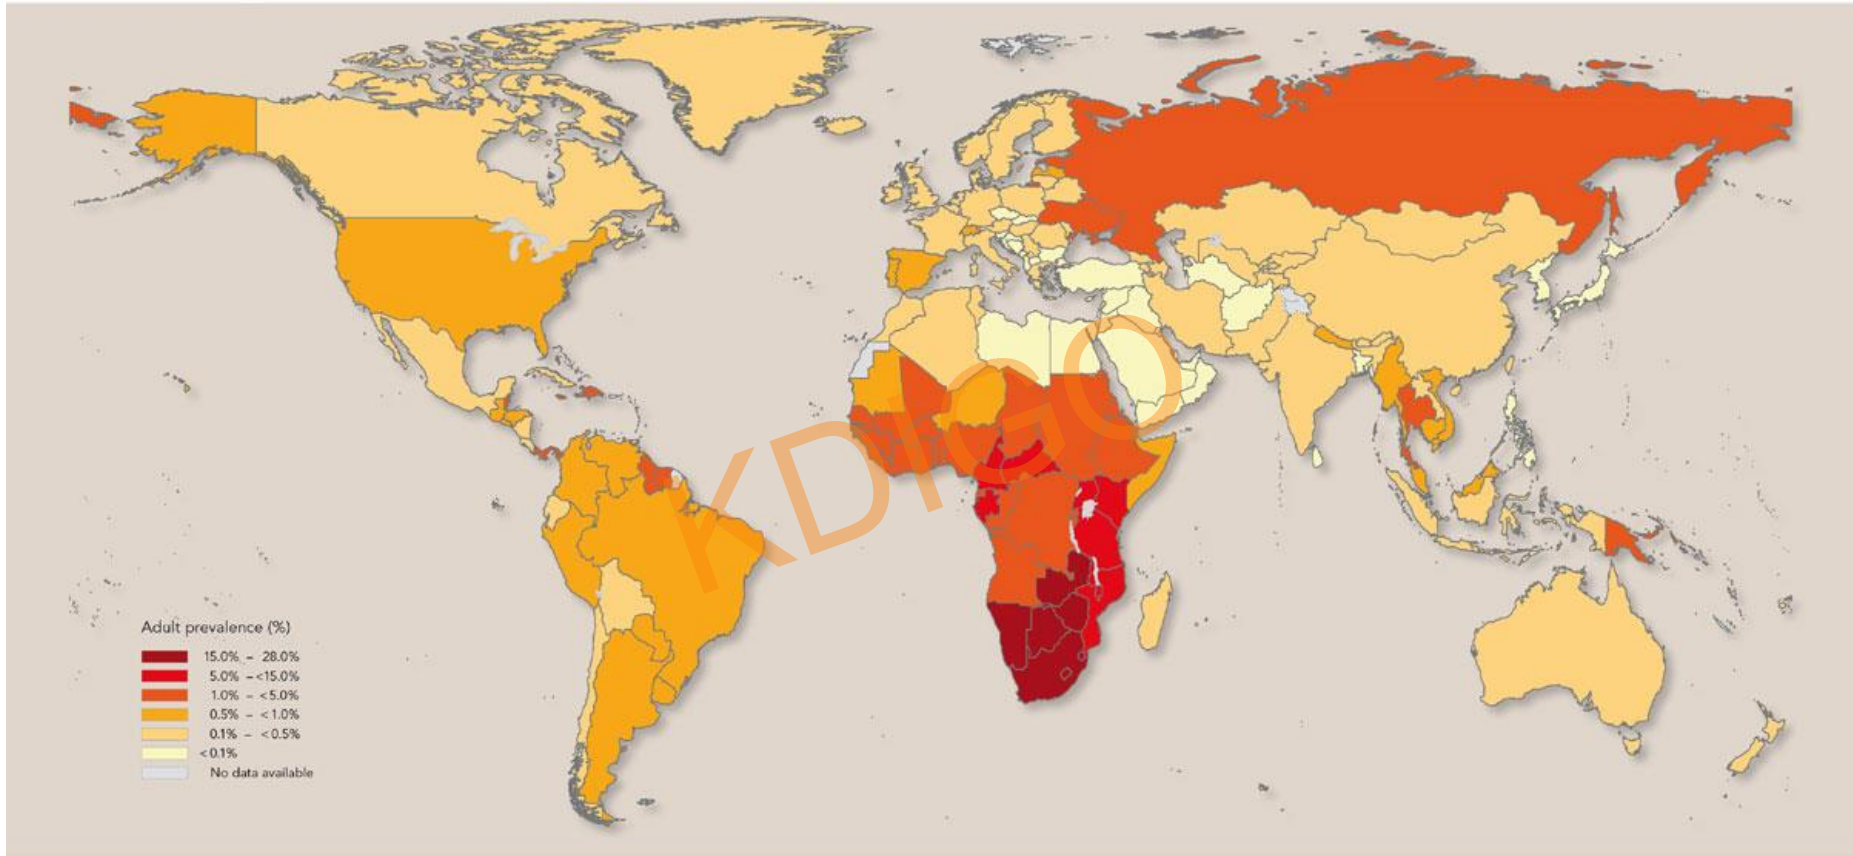 KDIGO
Adult prevalence (%)
15.0% – 28.0%
5.0% –<15.0%
1.0% – <5.0%
0.5% – <1.0%
0.1% – <0.5%
<0.1%
No data available